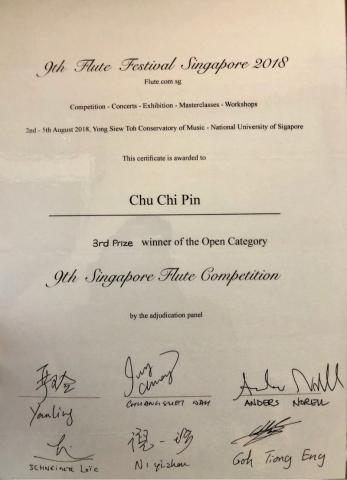 9th Flute Festival Singapore 2018
Flute.com.sg
Competition - Concerts - Exhibition - Masterclasses - Workshops
2nd - 5th August 2018, Yong Siew Toh Conservatory of Music - National University of Sigapore
This certificate is awarded to
Chu Chi Pin
3rd Prize winner of the Open Category
9th Singapore Flute Competition
by the adjudication panel
ANDERS NORELL
Yanling
SCHNEIDER Loïc
Ni yizhou
Goh Tiong Eng